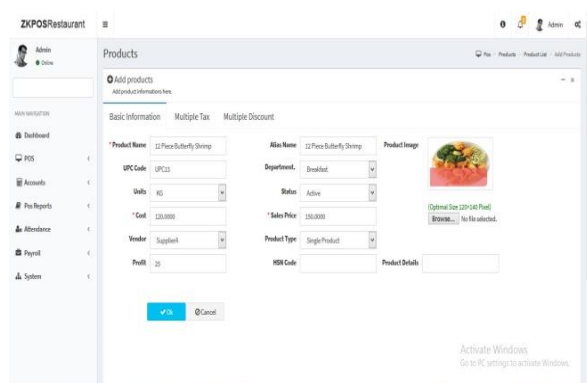 ZKPOSRestaurant
0
Admin
Admin
Online
Products
Pos - Products - Product List - Add Products
Add products
Add product informations here.
MAIN NAVIGATION
Dashboard
POS
Accounts
Pos Reports
Attendance
Payroll
System
Basic Information Multiple Tax Multiple Discount
* Product Name 12 Piece Butterfly Shrimp Alias Name 12 Piece Butterfly Shrimp Product Image
UPC Code UPC11 Department. Breakfast
Units KG Status Active
(Optimal Size 120×140 Pixel)
Browse... No file selected.
* Cost 120.0000 * Sales Price 150.0000
Vendor SupplierA Product Type Single Product
Profit 25 HSN Code Product Details
Ok Cancel
Activate Windows
Go to PC settings to activate Windows.